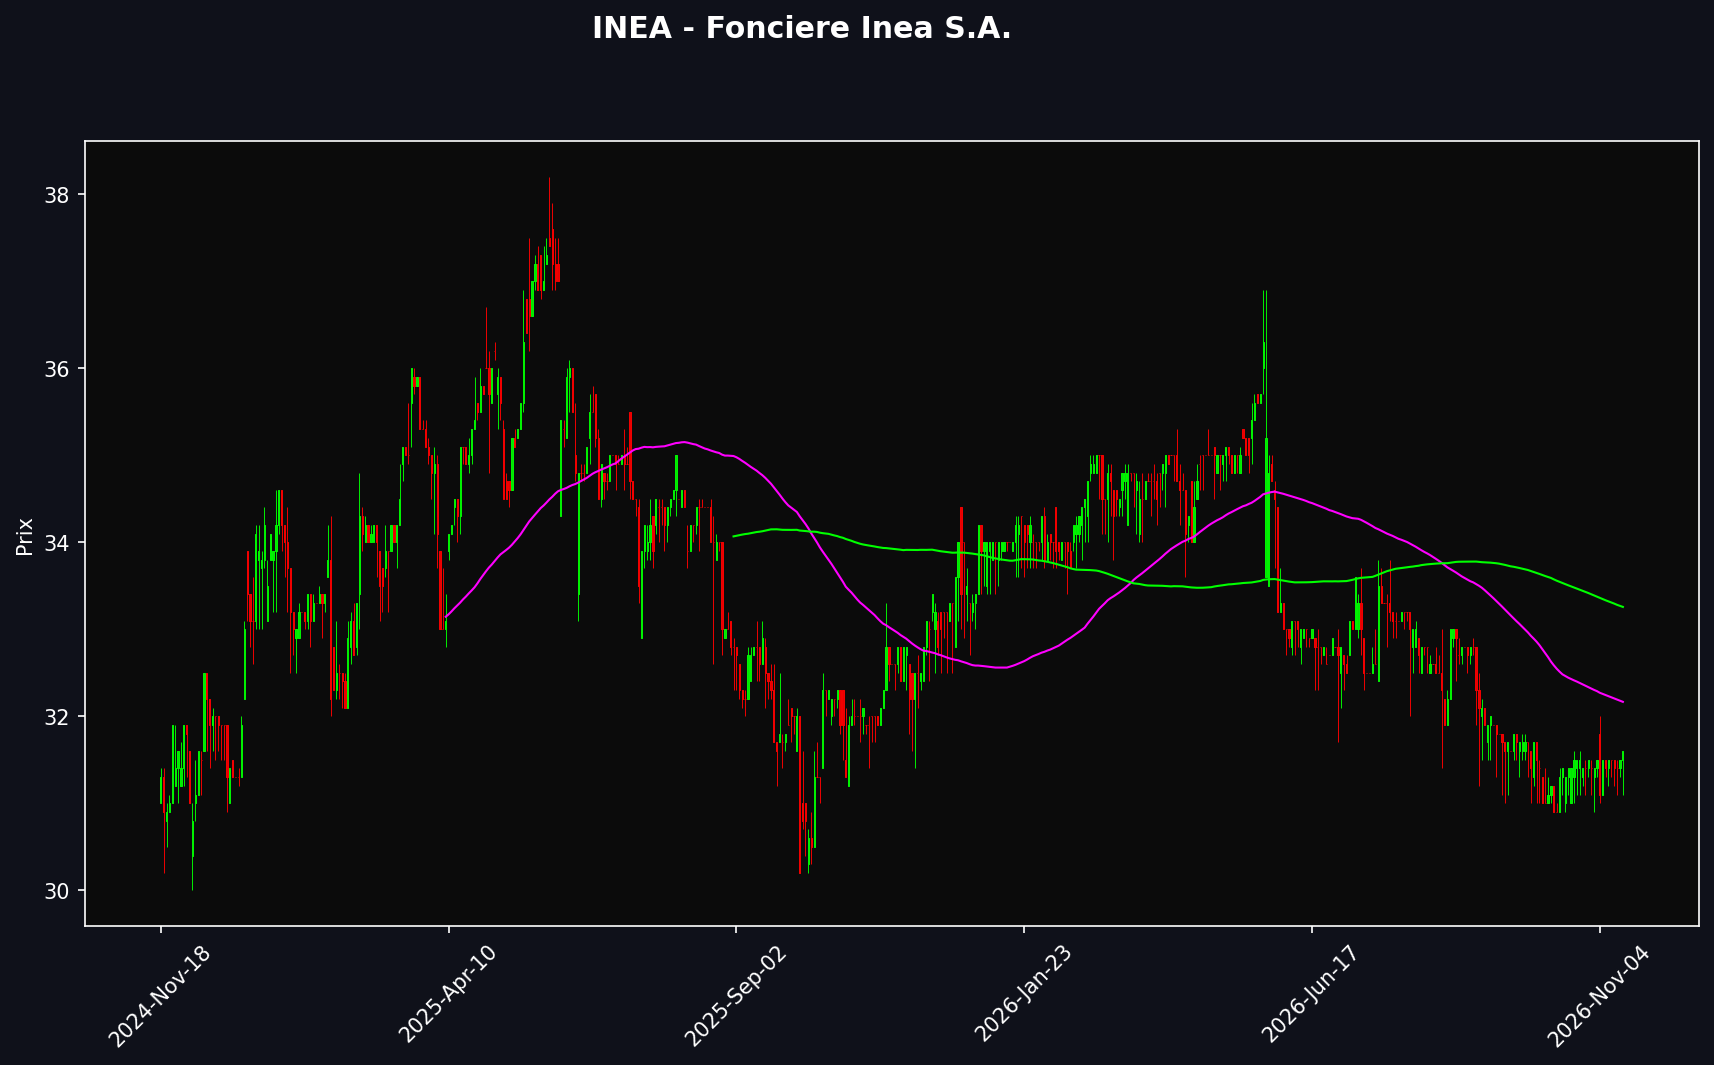 INEA - Fonciere Inea S.A.
Prix
38
36
34
32
30
2024-Nov-18
2025-Apr-10
2025-Sep-02
2026-Jan-23
2026-Jun-17
2026-Nov-04